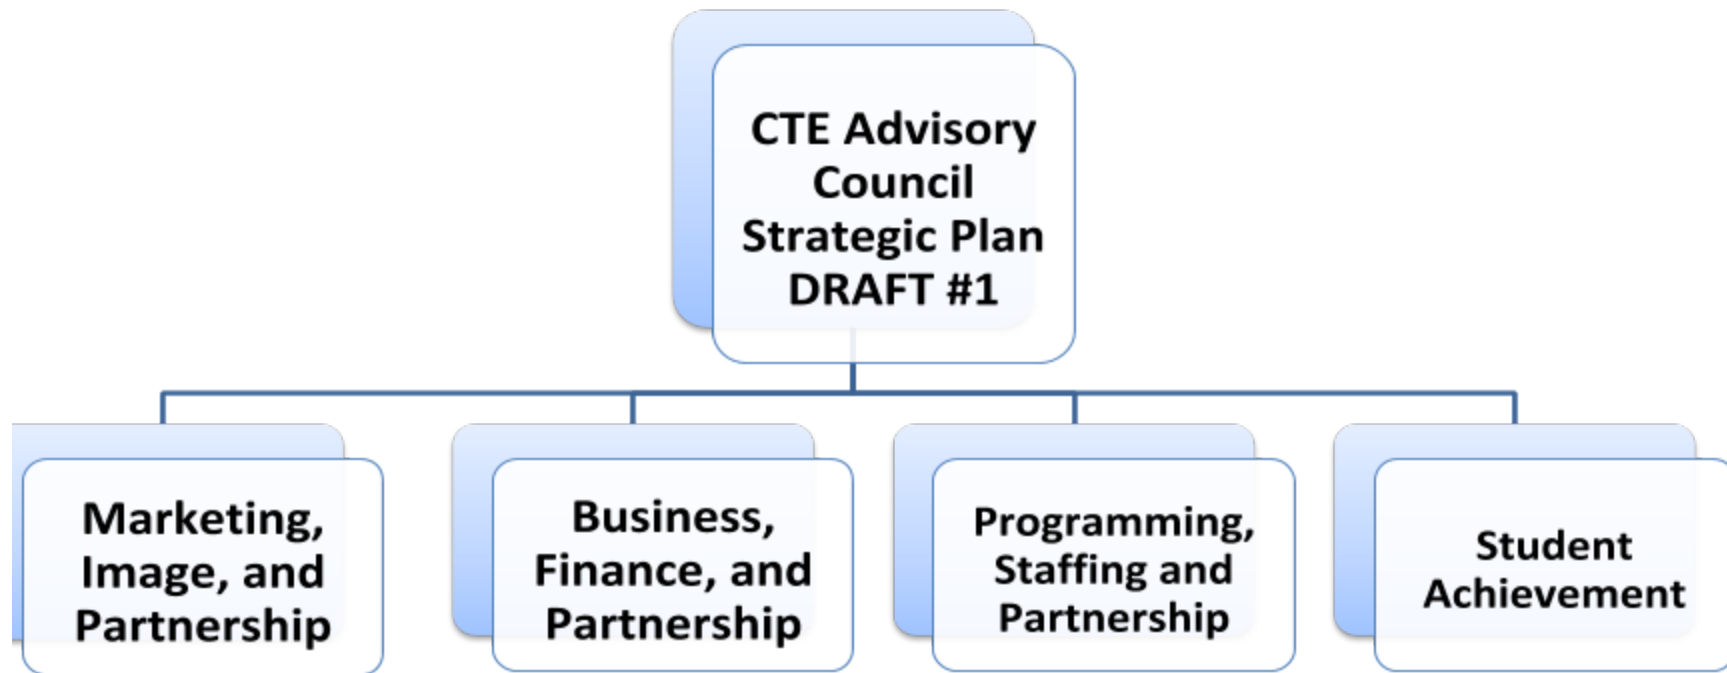 CTE Advisory
Council
Strategic Plan
DRAFT #1
Marketing,
Image, and
Partnership
Business,
Finance, and
Partnership
Programming,
Staffing and
Partnership
Student
Achievement